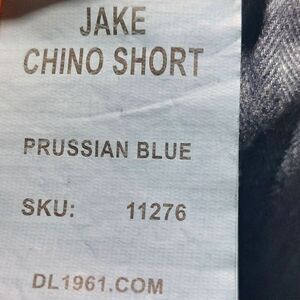 JAKE
CHINO SHORT
PRUSSIAN BLUE
SKU: 11276
DL1961.COM